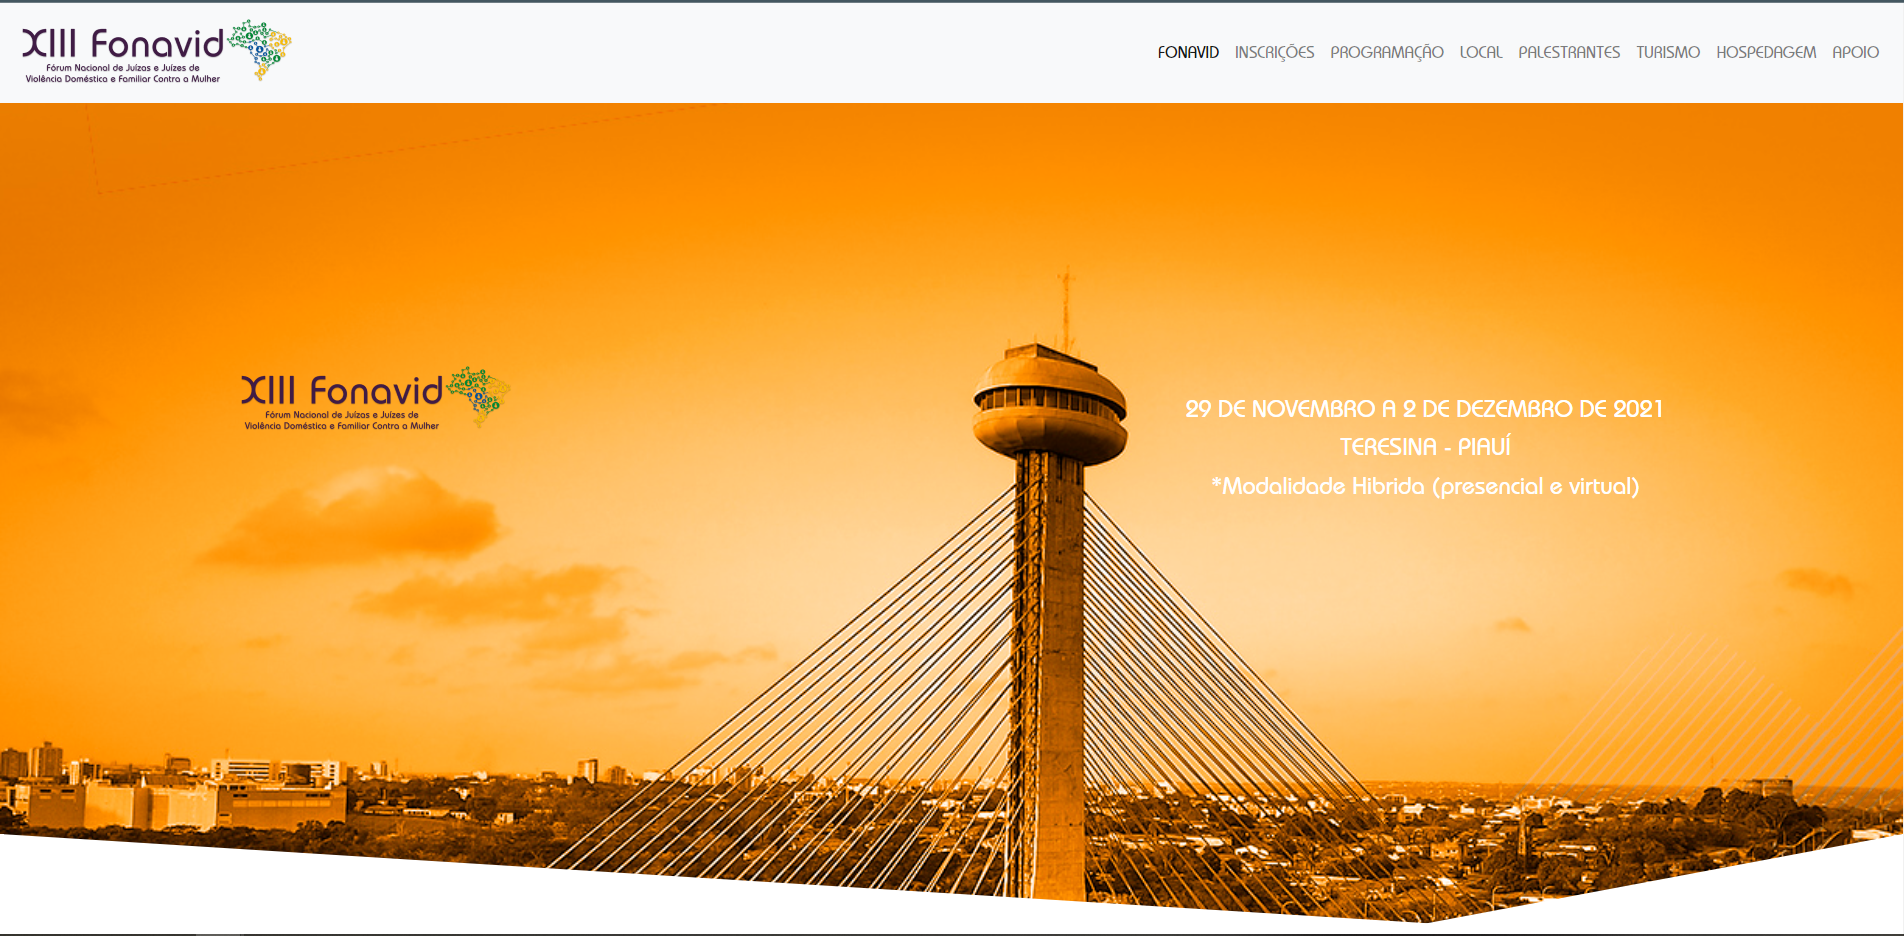 XIII Fonavid
Fórum Nacional de Juízas e Juízes de
Violência Doméstica e Familiar Contra a Mulher
FONAVID INSCRIÇÕES PROGRAMAÇÃO LOCAL PALESTRANTES TURISMO HOSPEDAGEM APOIO
XIII Fonavid
Fórum Nacional de Juízas e Juízes de
Violência Doméstica e Familiar Contra a Mulher
29 DE NOVEMBRO A 2 DE DEZEMBRO DE 2021
TERESINA - PIAUÍ
*Modalidade Hibrida (presencial e virtual)